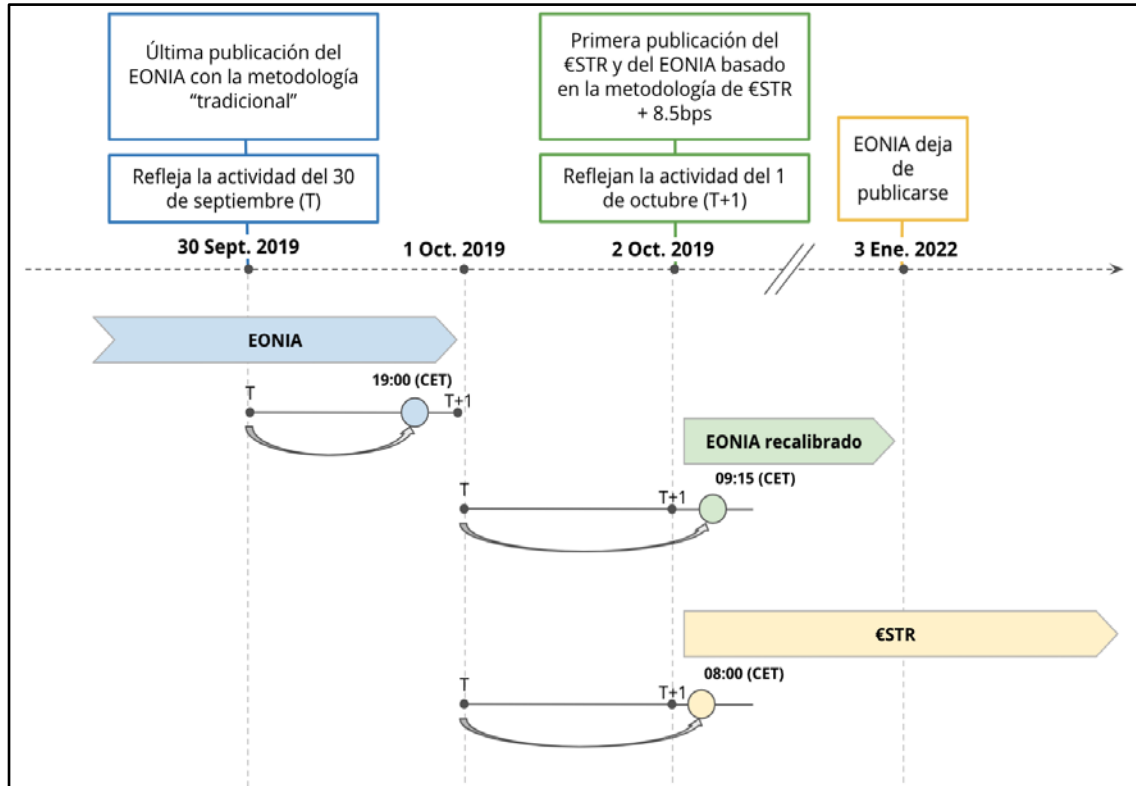 Última publicación del
EONIA con la metodología
“tradicional”
Refleja la actividad del 30
de septiembre (T)
Primera publicación del
€STR y del EONIA basado
en la metodología de €STR
+ 8.5bps
Reflejan la actividad del 1
de octubre (T+1)
EONIA deja
de
publicarse
30 Sept. 2019
1 Oct. 2019
2 Oct. 2019
3 Ene. 2022
EONIA
19:00 (CET)
T
T+1
EONIA recalibrado
09:15 (CET)
T
T+1
€STR
08:00 (CET)
T
T+1